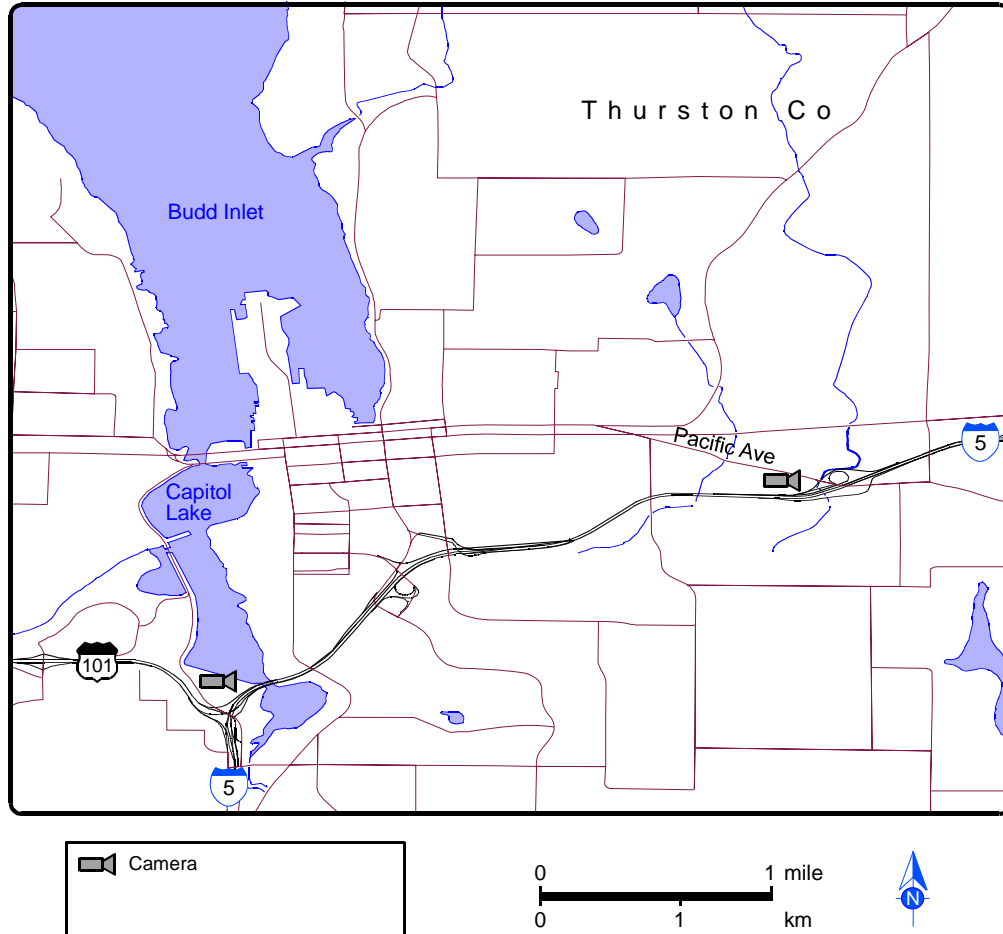 Thurston Co
Budd Inlet
Pacific Ave
5
Capitol
Lake
101
5
Camera
0 1 mile
0 1 km
N